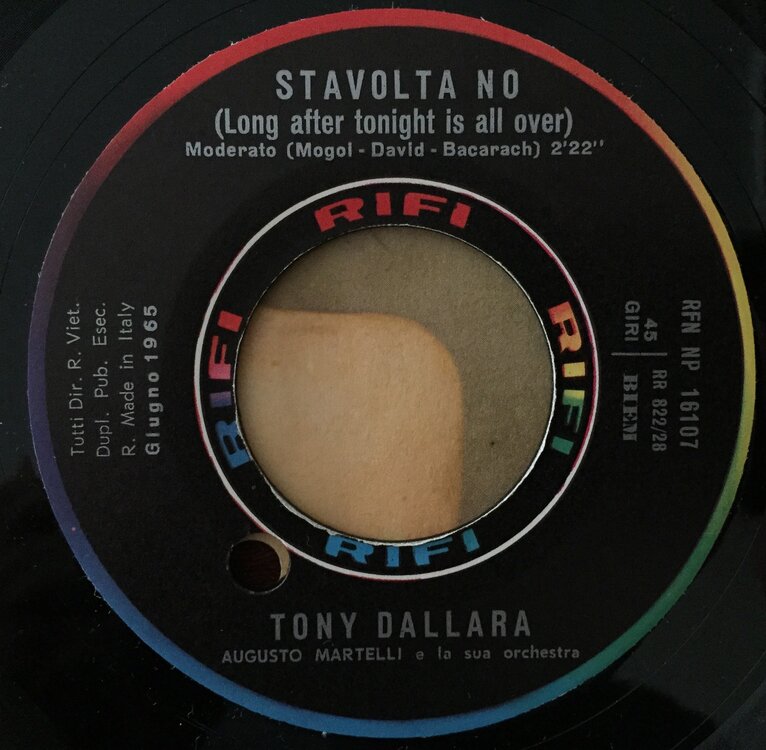 STAVOLTA NO
(Long after tonight is all over)
Moderato (Mogol - David - Bacarach) 2'22"
RIFI
RIFI
RIFI
RIFI
Tutti Dir. R. Viet.
Dupl. Pub. Esec.
R. Made in Italy
Giugno 1965
RFN NP 16107
45 GIRI
RR 822/28
BIEM
TONY DALLARA
AUGUSTO MARTELLI e la sua orchestra